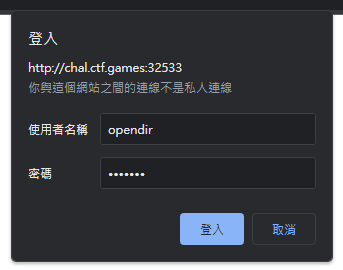 登入
http://chal.ctf.games:32533
你與這個網站之間的連線不是私人連線
使用者名稱 opendir
密碼 •••••••
登入 取消